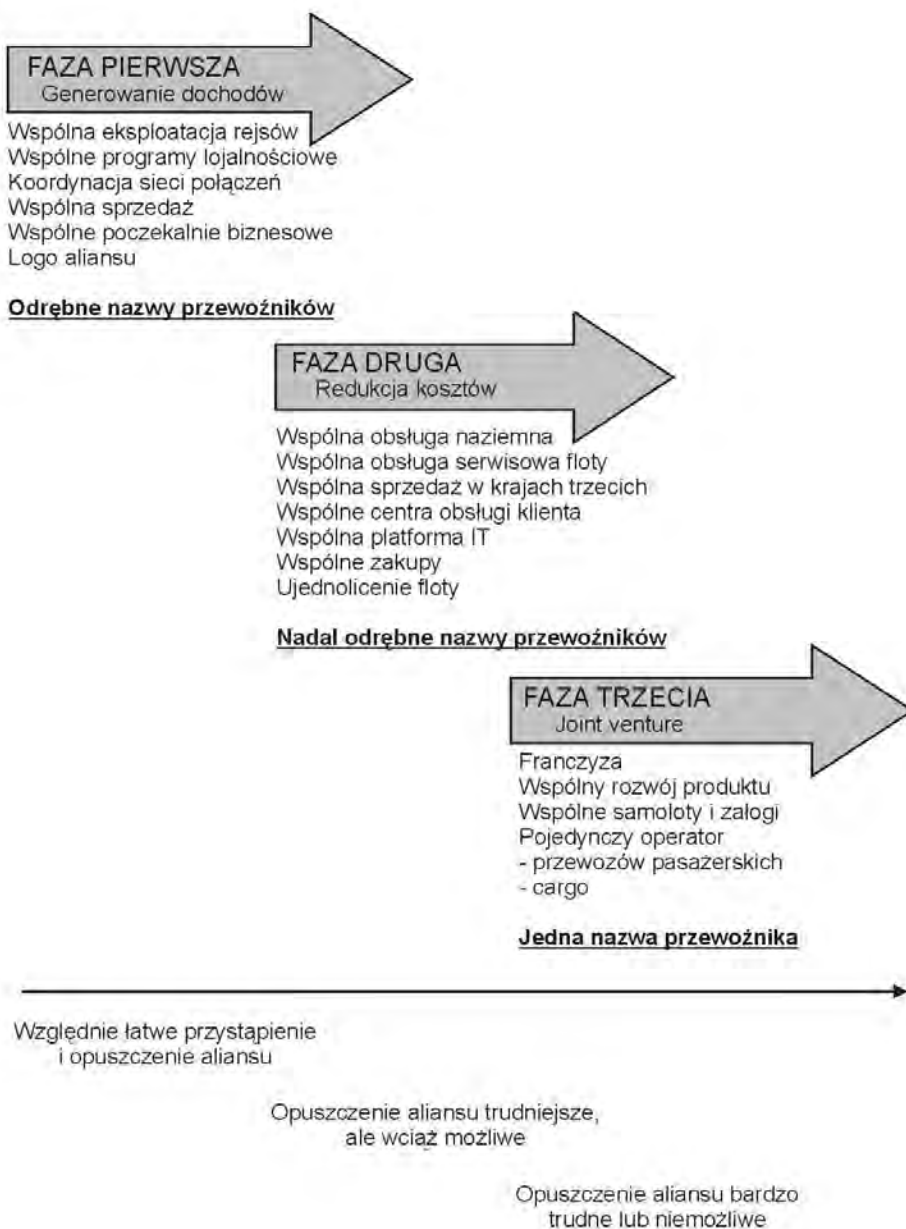 FAZA PIERWSZA
Generowanie dochodów
Wspólna eksploatacja rejsów
Wspólne programy lojalnościowe
Koordynacja sieci połączeń
Wspólna sprzedaż
Wspólne poczekalnie biznesowe
Logo aliansu
Odrębne nazwy przewoźników
FAZA DRUGA
Redukcja kosztów
Wspólna obsługa naziemna
Wspólna obsługa serwisowa floty
Wspólna sprzedaż w krajach trzecich
Wspólne centra obsługi klienta
Wspólna platforma IT
Wspólne zakupy
Ujednolicenie floty
Nadal odrębne nazwy przewoźników
FAZA TRZECIA
Joint venture
Franczyza
Wspólny rozwój produktu
Wspólne samoloty i załogi
Pojedynczy operator
- przewozów pasażerskich
- cargo
Jedna nazwa przewoźnika
Względnie łatwe przystąpienie
i opuszczenie aliansu
Opuszczenie aliansu trudniejsze,
ale wciąż możliwe
Opuszczenie aliansu bardzo
trudne lub niemożliwe